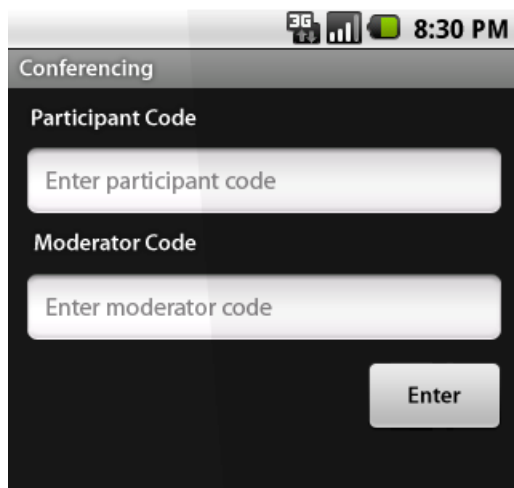 3G 8:30 PM
Conferencing
Participant Code
Enter participant code
Moderator Code
Enter moderator code
Enter